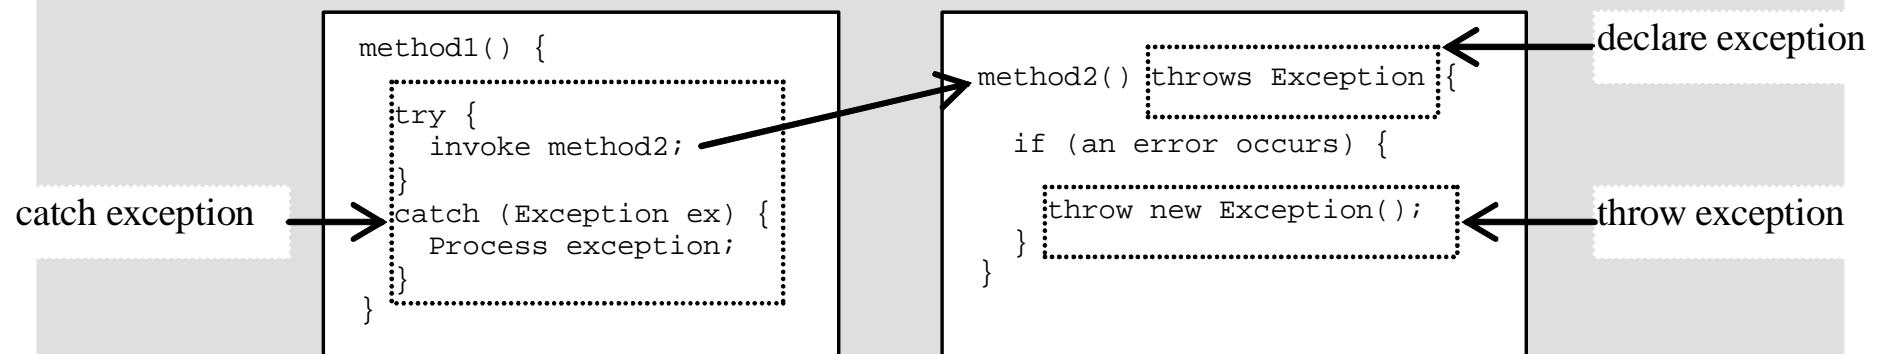 catch exception
method1() {
try {
invoke method2;
}
catch (Exception ex) {
Process exception;
}
}
method2() throws Exception {
if (an error occurs) {
throw new Exception();
}
}
declare exception
throw exception